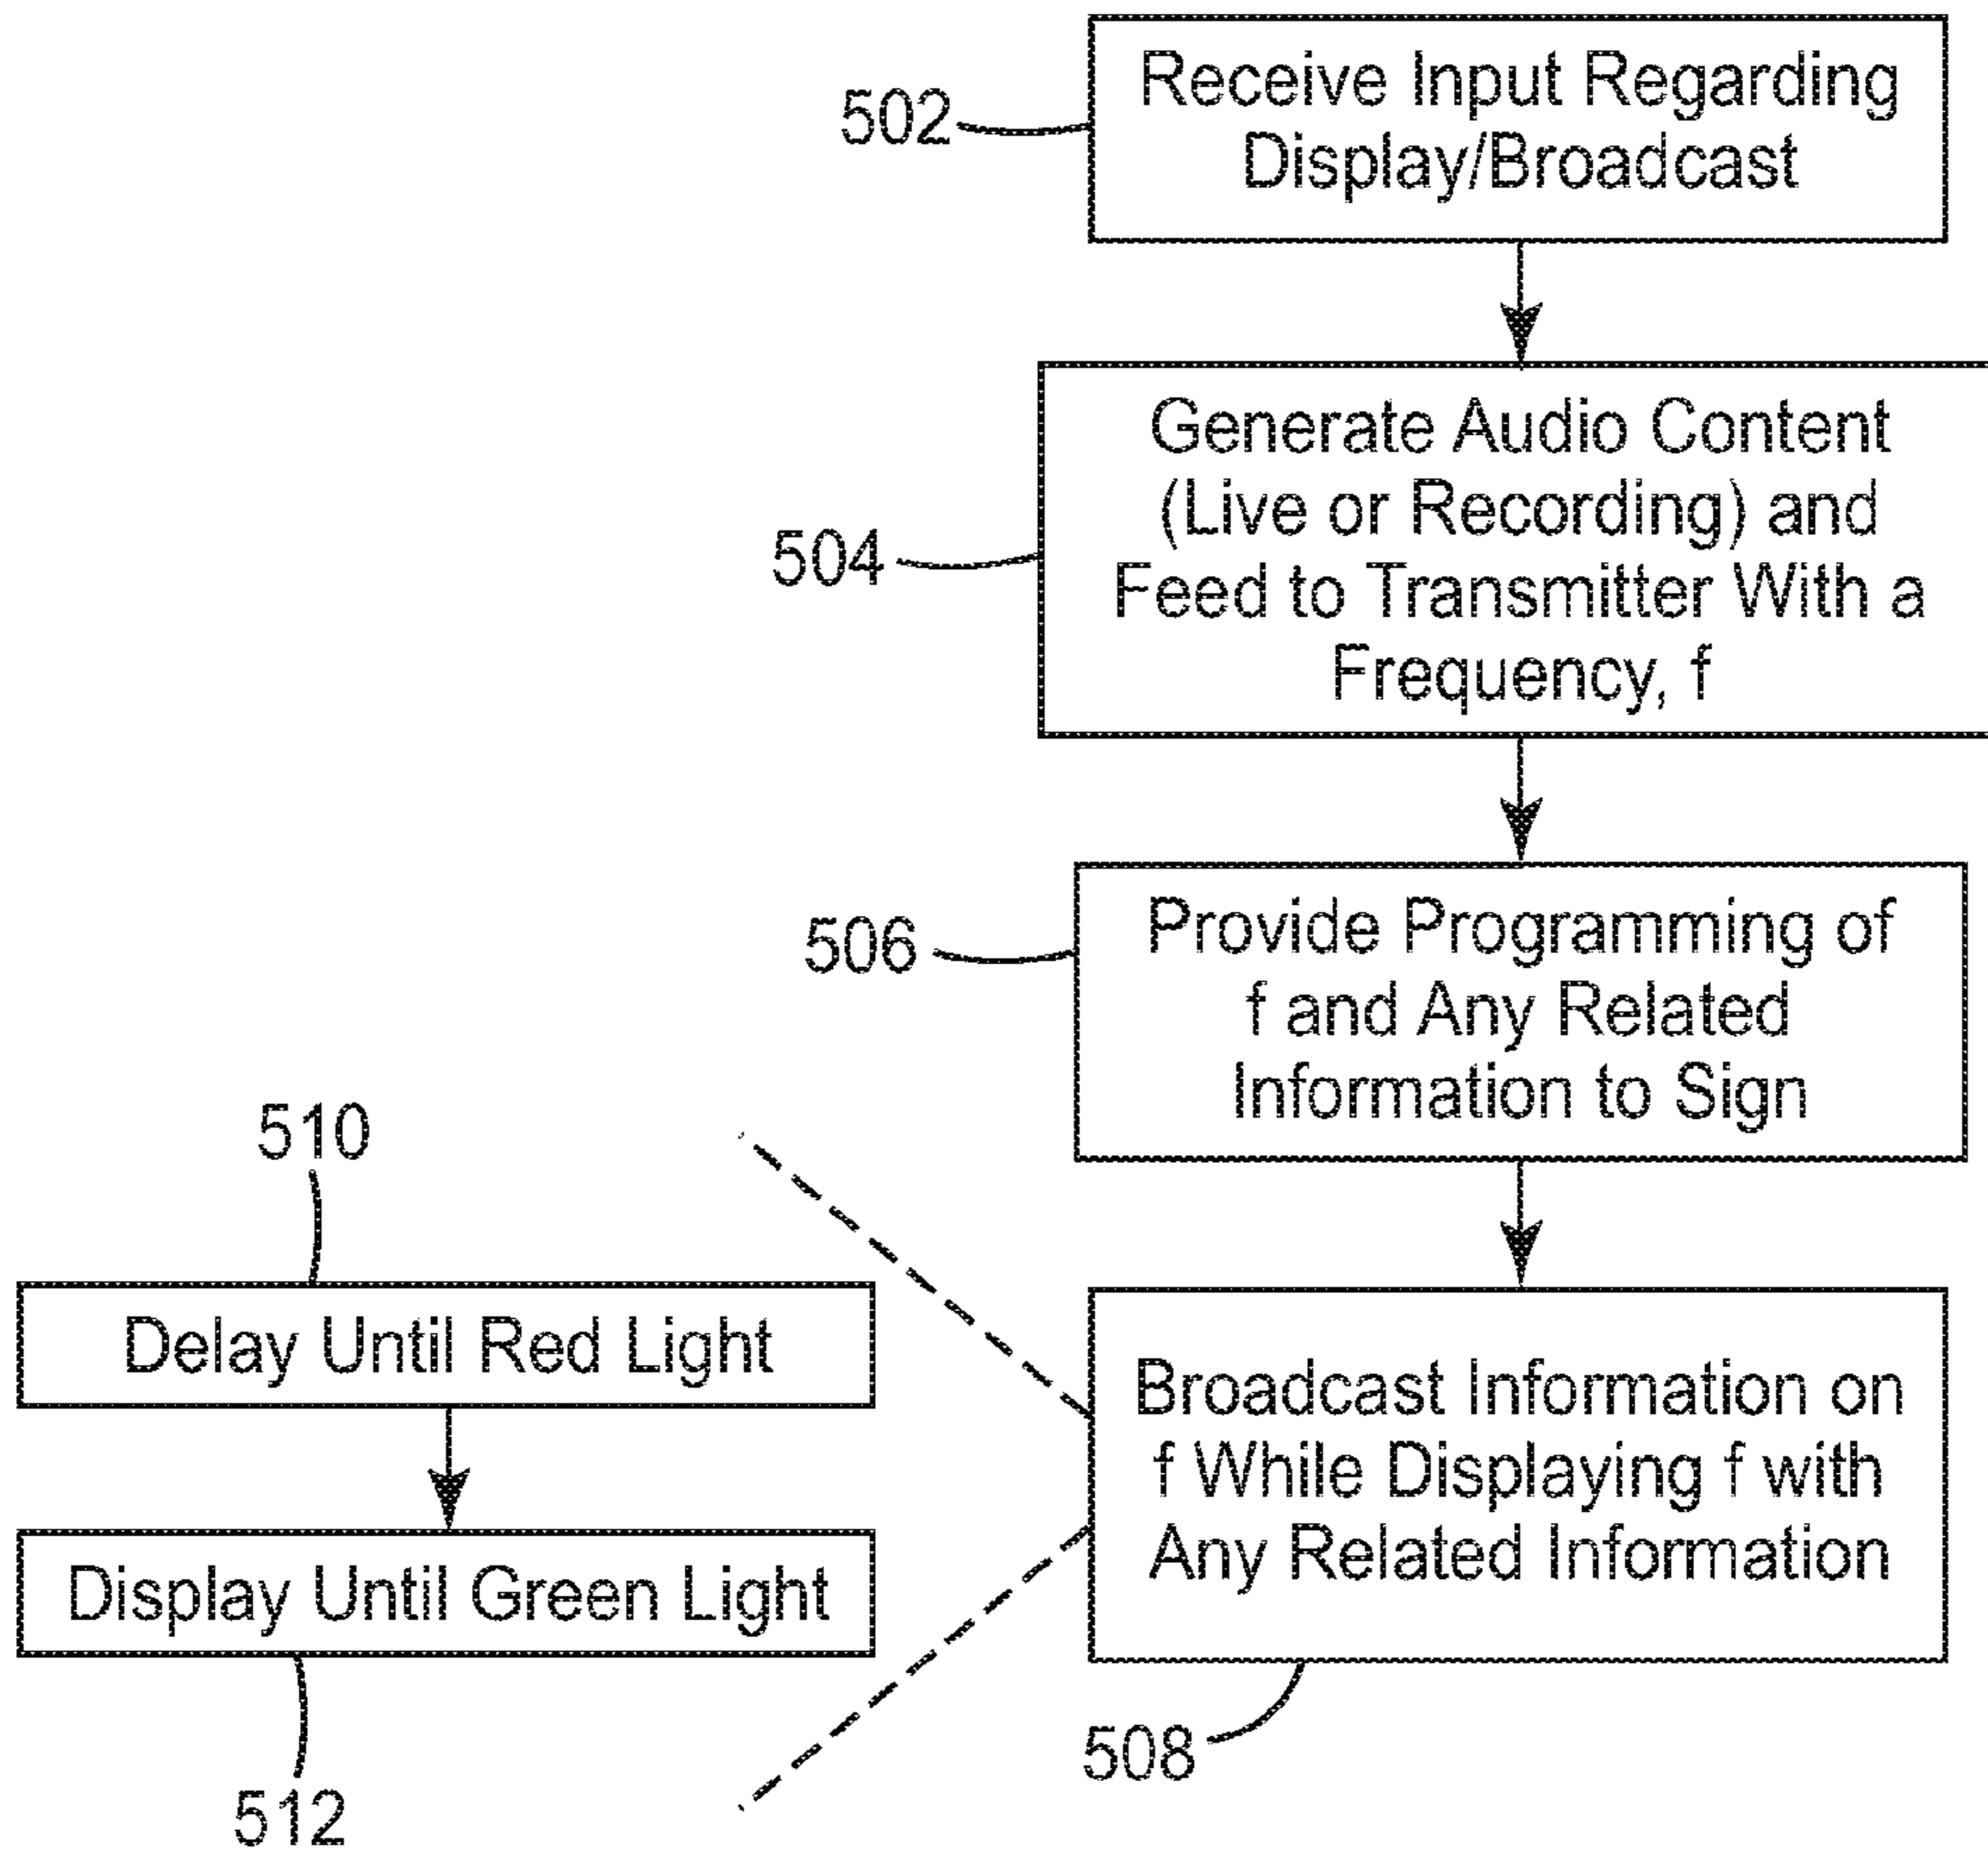 502
Receive Input Regarding
Display/Broadcast
504
Generate Audio Content
(Live or Recording) and
Feed to Transmitter With a
Frequency, f
506
Provide Programming of
f and Any Related
Information to Sign
510
Delay Until Red Light
Display Until Green Light
512
Broadcast Information on
f While Displaying f with
Any Related Information
508